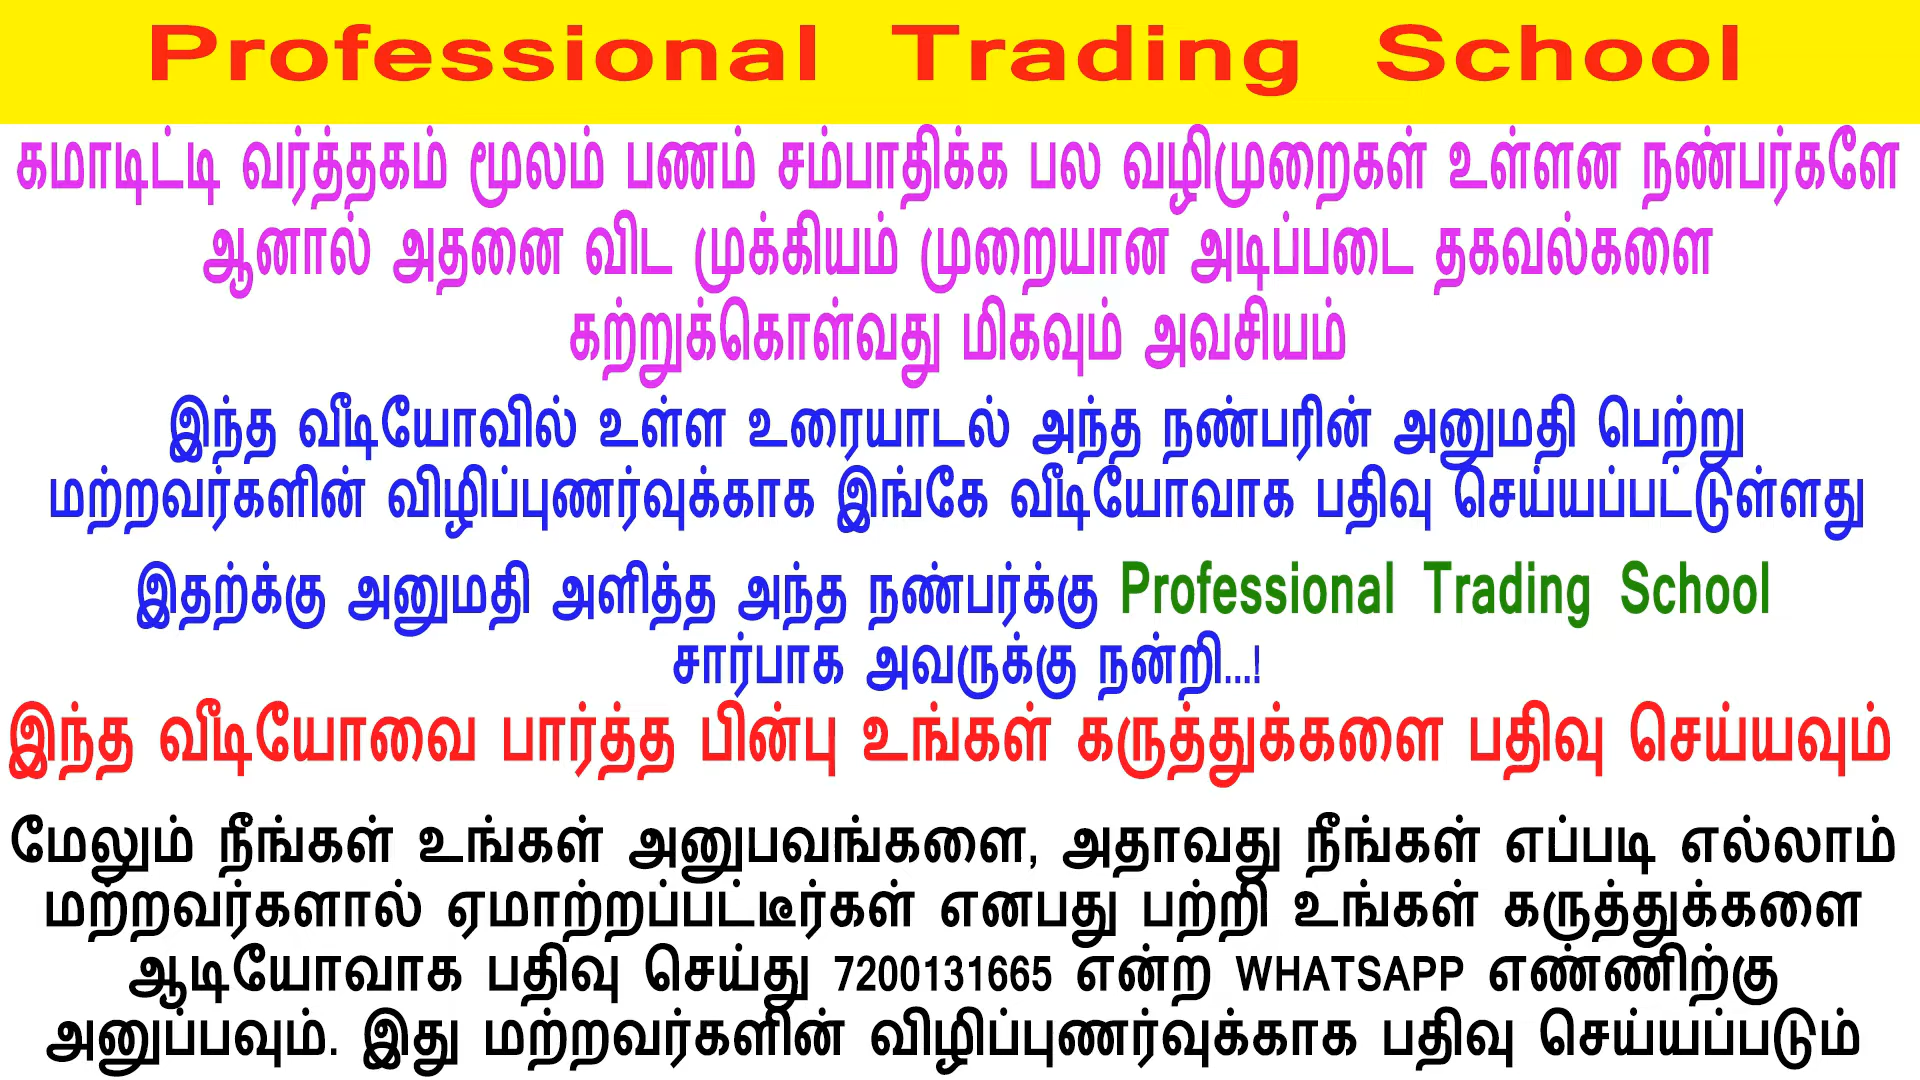 Professional Trading School
கமாடிட்டி வர்த்தகம் மூலம் பணம் சம்பாதிக்க பல வழிமுறைகள் உள்ளன நண்பர்களே
ஆனால் அதனை விட முக்கியம் முறையான அடிப்படை தகவல்களை
கற்றுக்கொள்வது மிகவும் அவசியம்
இந்த வீடியோவில் உள்ள உரையாடல் அந்த நண்பரின் அனுமதி பெற்று
மற்றவர்களின் விழிப்புணர்வுக்காக இங்கே வீடியோவாக பதிவு செய்யப்பட்டுள்ளது
இதற்க்கு அனுமதி அளித்த அந்த நண்பர்க்கு Professional Trading School
சார்பாக அவருக்கு நன்றி...!
இந்த வீடியோவை பார்த்த பின்பு உங்கள் கருத்துக்களை பதிவு செய்யவும்
மேலும் நீங்கள் உங்கள் அனுபவங்களை, அதாவது நீங்கள் எப்படி எல்லாம்
மற்றவர்களால் ஏமாற்றப்பட்டீர்கள் எனபது பற்றி உங்கள் கருத்துக்களை
ஆடியோவாக பதிவு செய்து 7200131665 என்ற WHATSAPP எண்ணிற்கு
அனுப்பவும். இது மற்றவர்களின் விழிப்புணர்வுக்காக பதிவு செய்யப்படும்